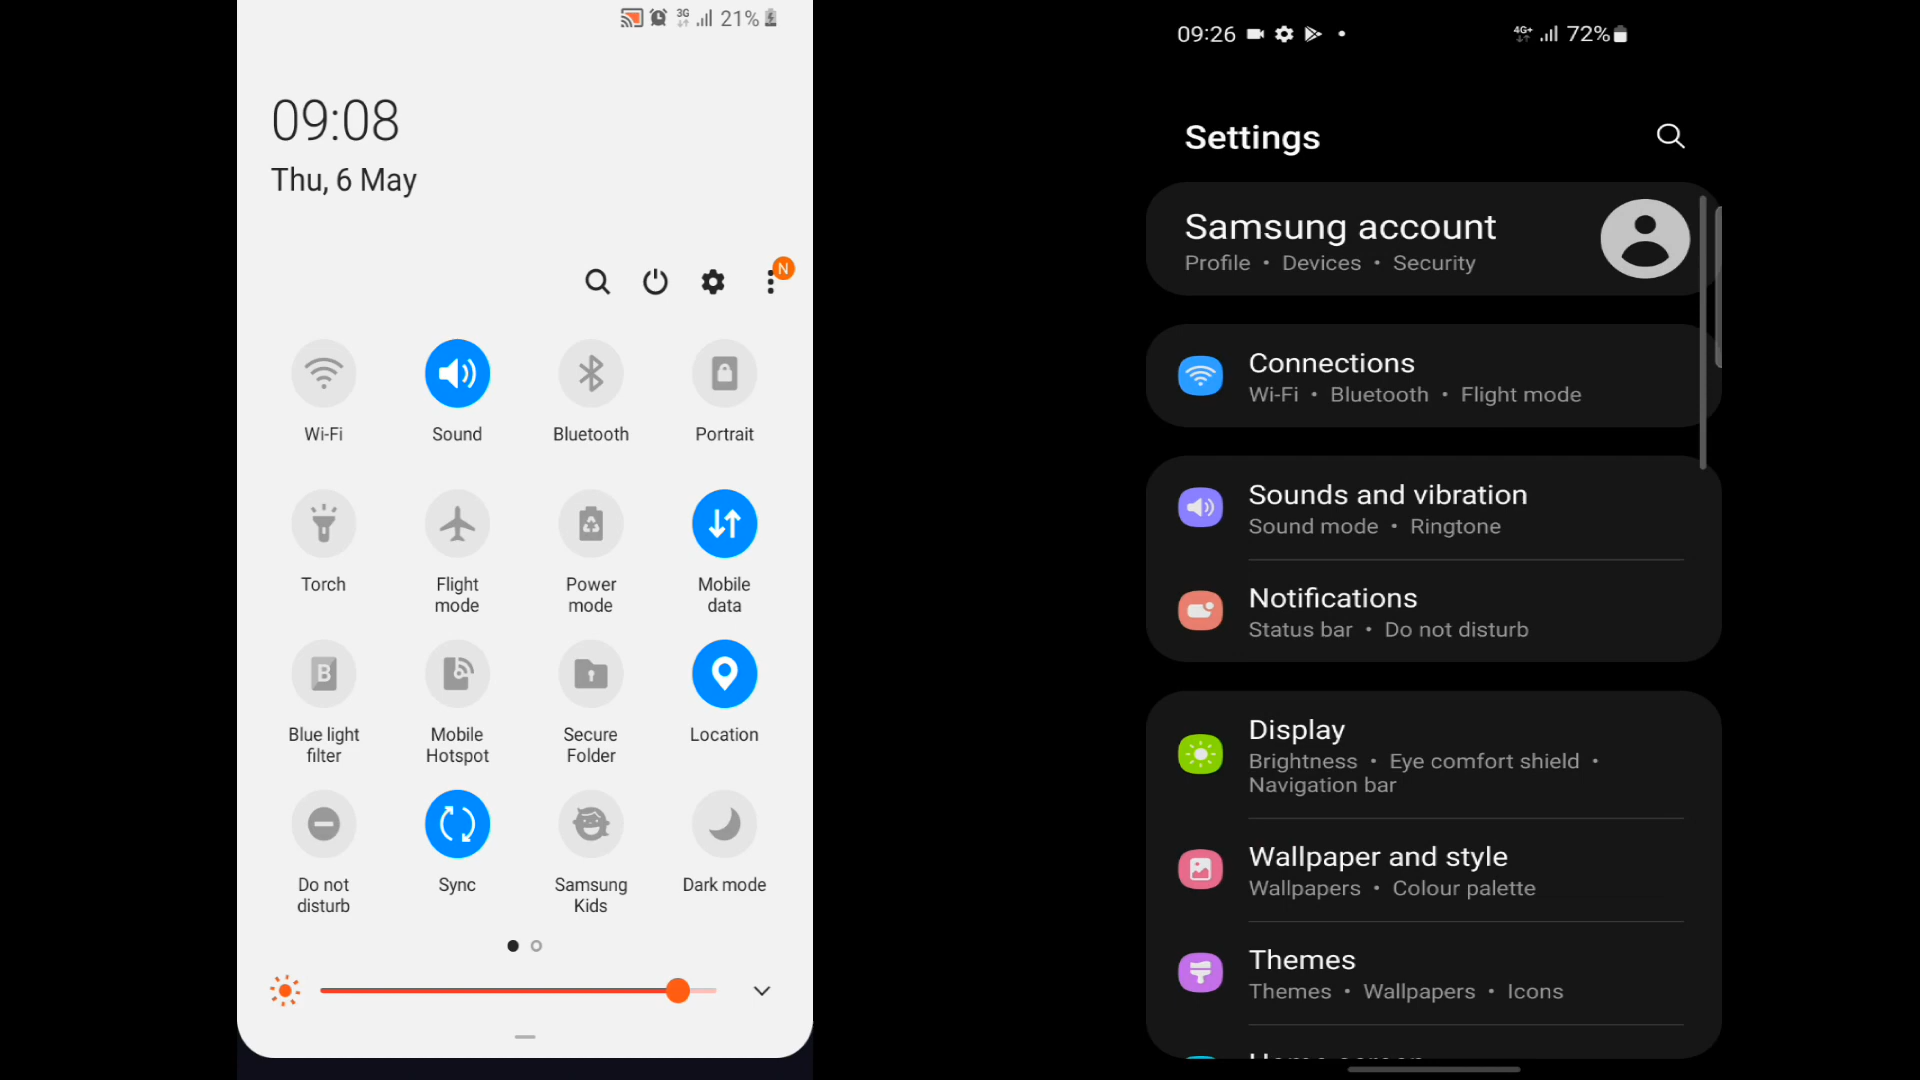 3G 21%
09:08
Thu, 6 May
N
Wi-Fi Sound Bluetooth Portrait
Torch Flight mode Power mode Mobile data
B
Blue light filter Mobile Hotspot Secure Folder Location
Do not disturb Sync Samsung Kids Dark mode
09:26 4G+ 72%
Settings
Samsung account
Profile • Devices • Security
Connections
Wi-Fi • Bluetooth • Flight mode
Sounds and vibration
Sound mode • Ringtone
Notifications
Status bar • Do not disturb
Display
Brightness • Eye comfort shield •
Navigation bar
Wallpaper and style
Wallpapers • Colour palette
Themes
Themes • Wallpapers • Icons